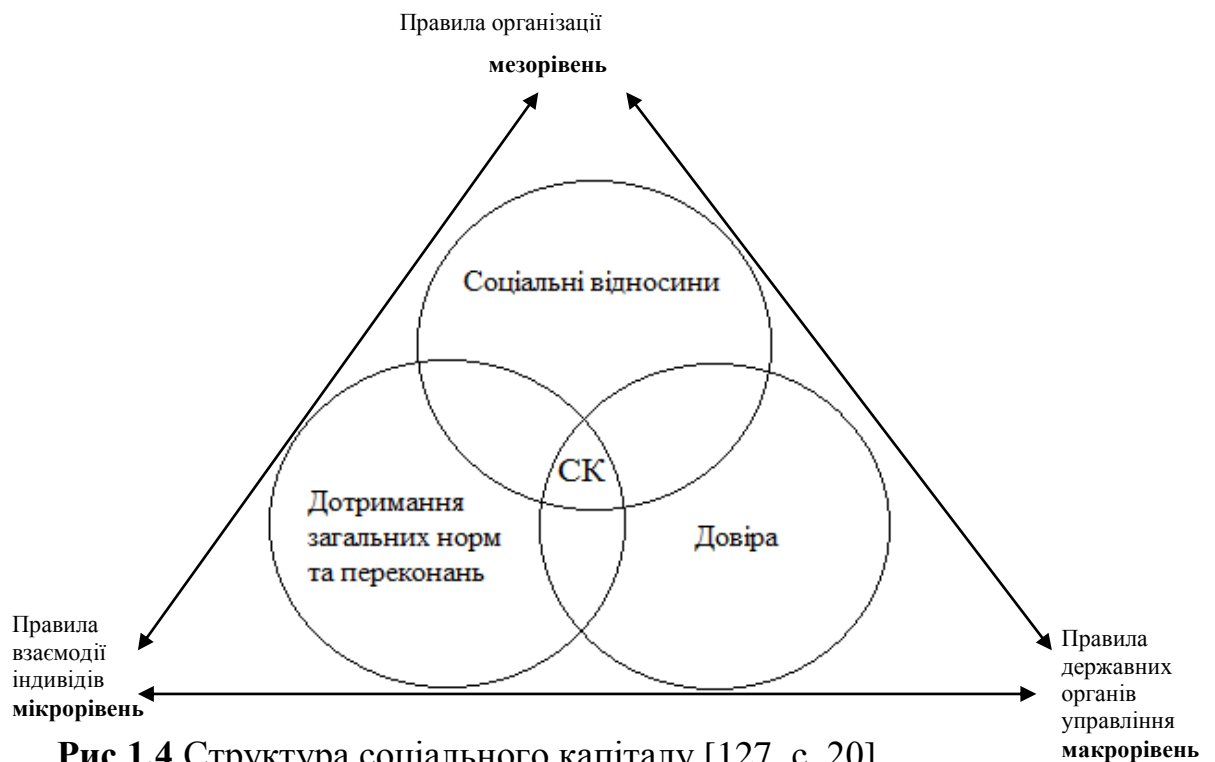 Правила організації
мезорівень
Соціальні відносини
СК
Дотримання
загальних норм
та переконань
Довіра
Правила
взаємодії
індивідів
мікрорівень
Правила
державних
органів
управління
макрорівень
Рис 1.4 Структура соціального капіталу [127, с. 20]